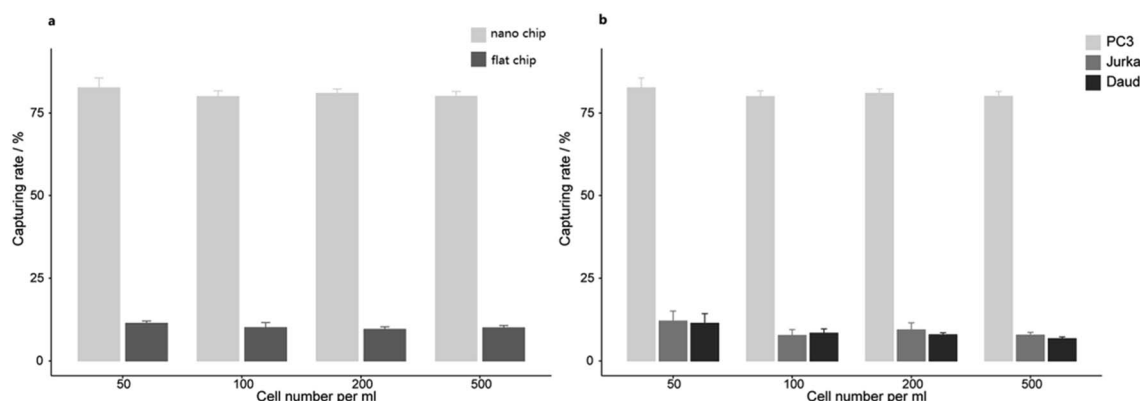 a
nano chip
flat chip
Capturing rate / %
75
50
25
0
50
100
200
500
Cell number per ml
b
PC3
Jurka
Daud
Capturing rate / %
75
50
25
0
50
100
200
500
Cell number per ml